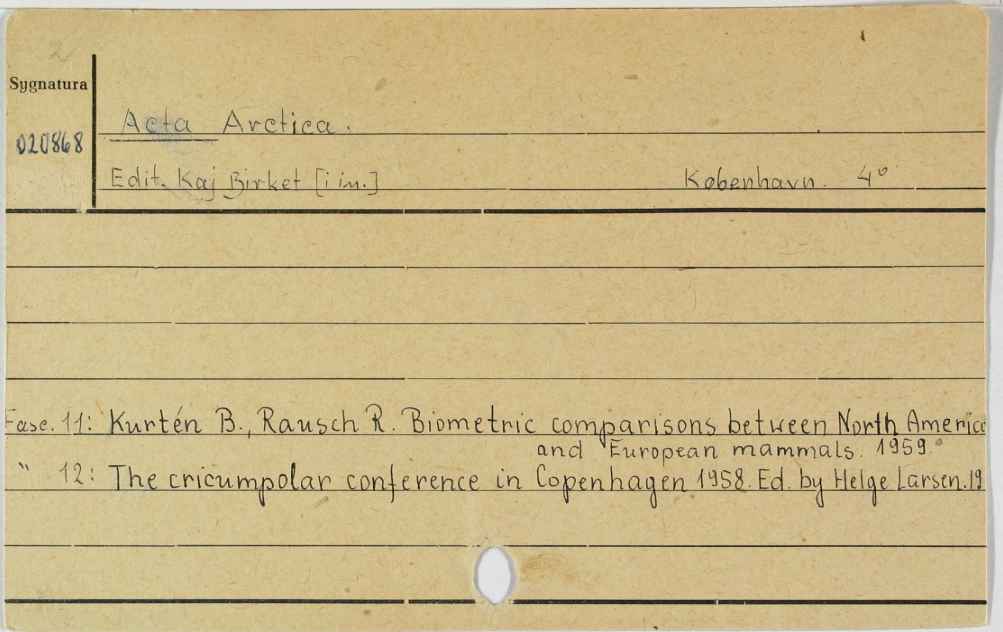 2
Sygnatura
020868
Acta Arctica.
Edit. Kaj Birket [i in.] København. 4°
Fasc. 11: Kurtén B., Rausch R. Biometric comparisons between North America
and European mammals. 1959.
" 12: The cricumpolar conference in Copenhagen 1958. Ed. by Helge Larsen. 19